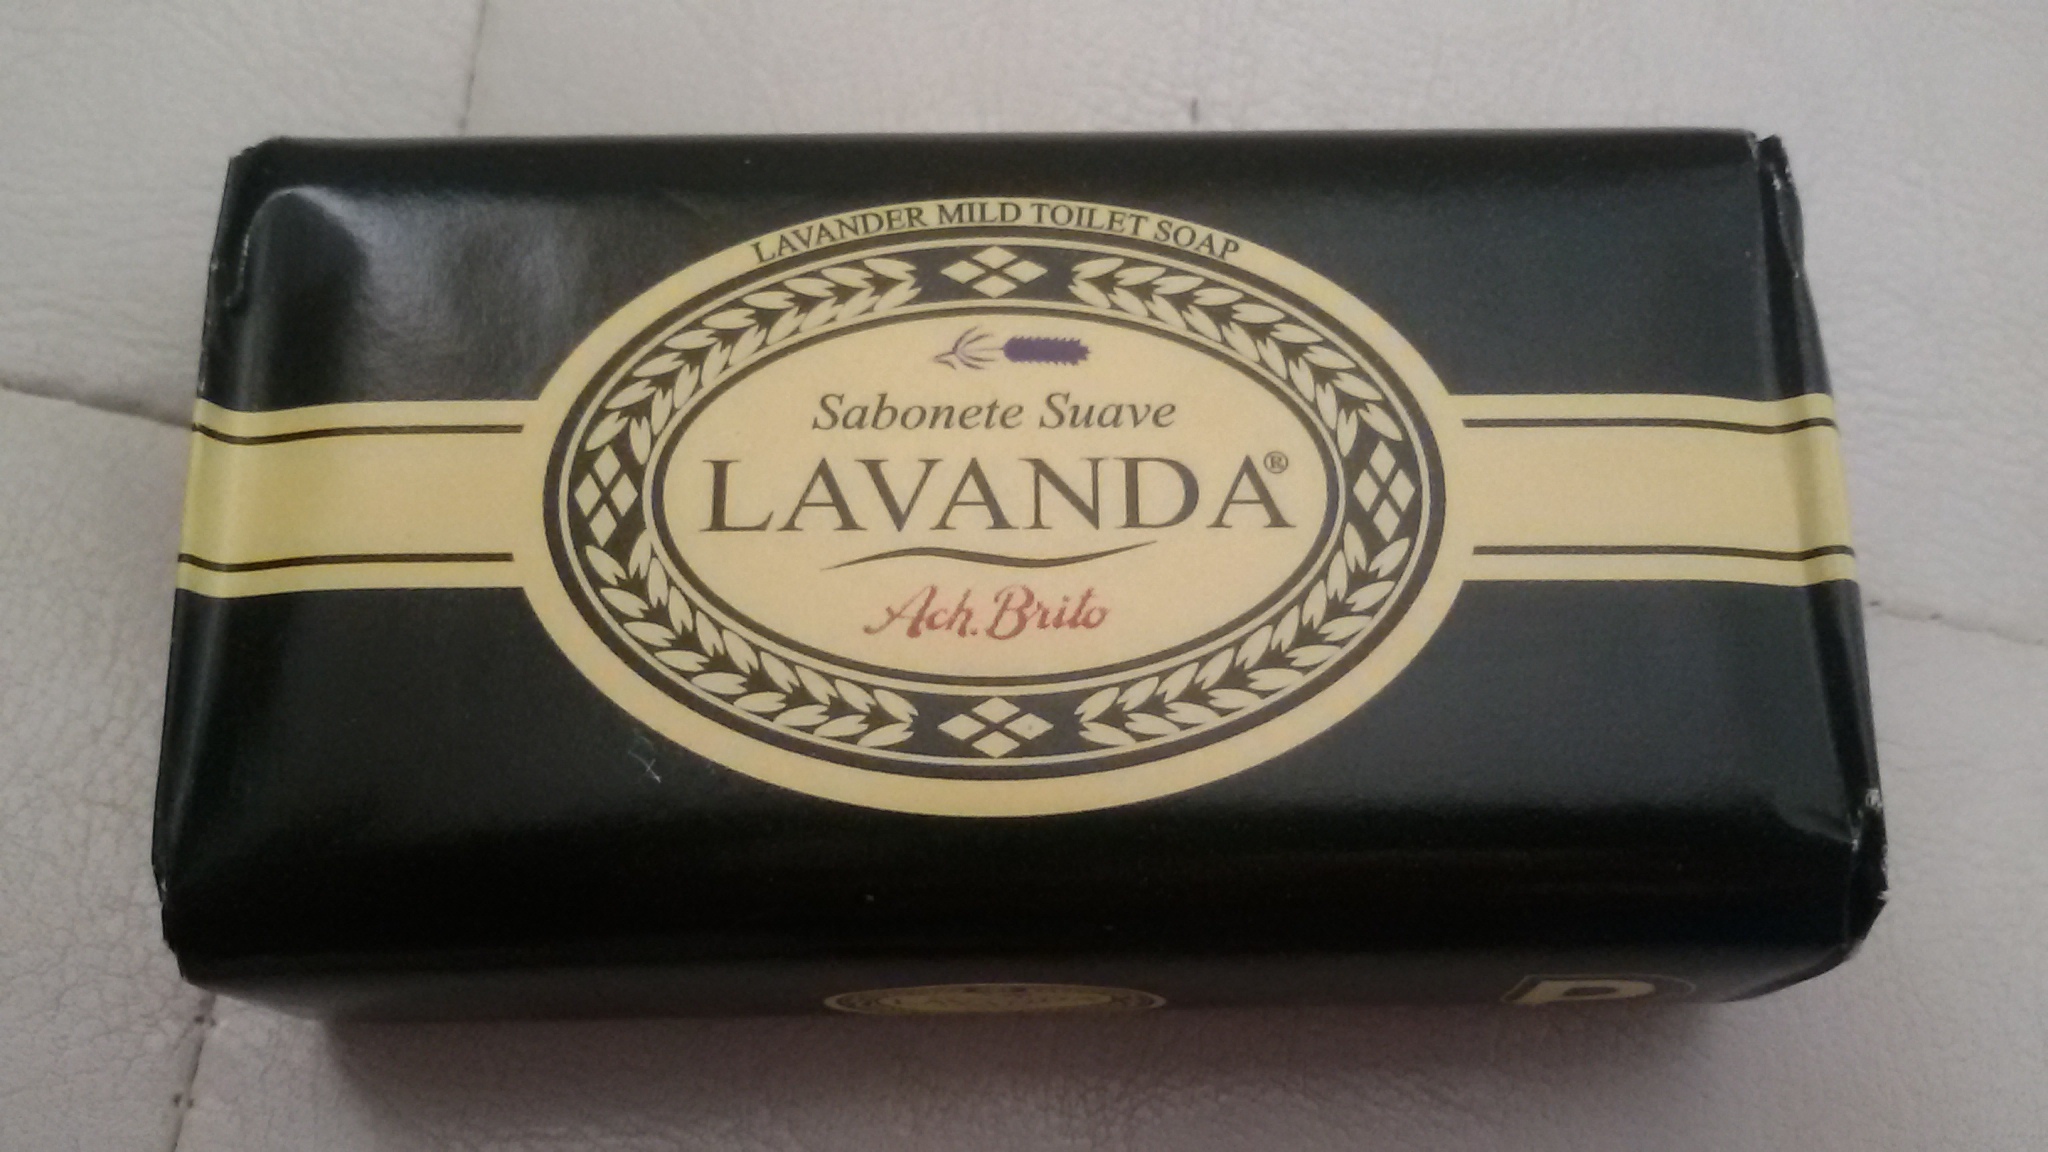 LAVANDER MILD TOILET SOAP
Sabonete Suave
LAVANDA®
Ach. Brito